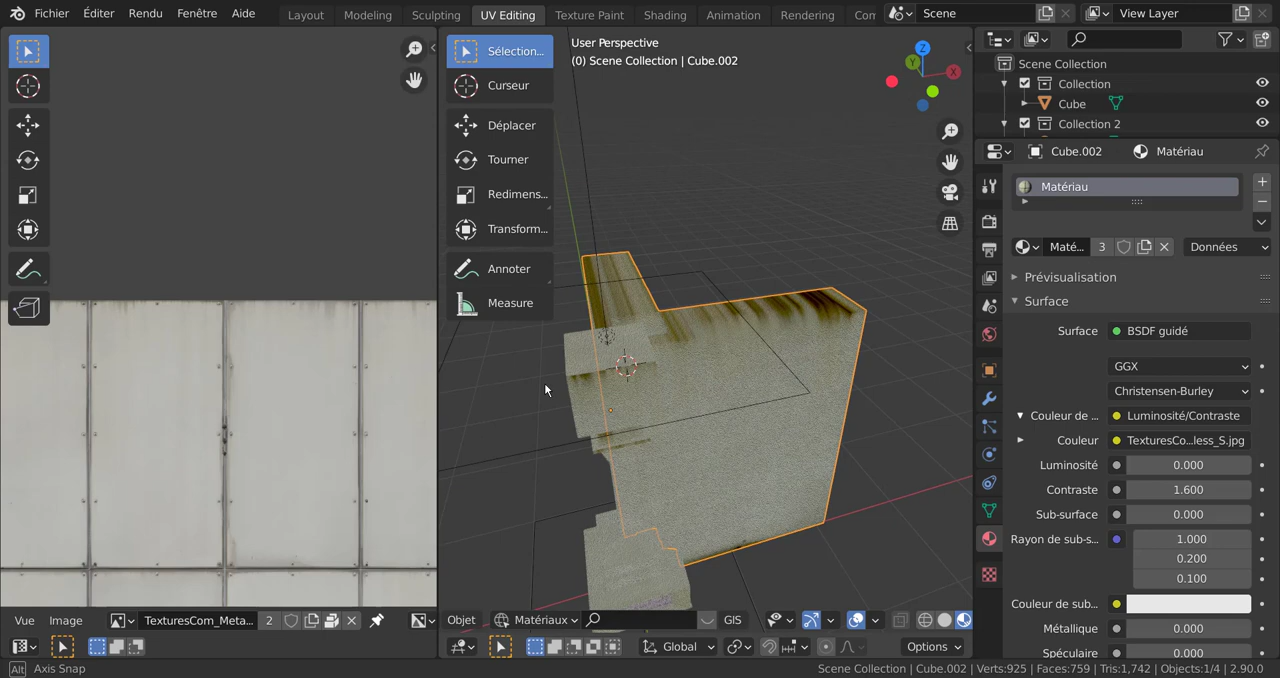 Fichier Éditer Rendu Fenêtre Aide Layout Modeling Sculpting UV Editing Texture Paint Shading Animation Rendering Com Scene View Layer
Sélection...
Curseur
Déplacer
Tourner
Redimens...
Transform...
Annoter
Measure
User Perspective
(0) Scene Collection | Cube.002
Z
Y
X
Scene Collection
Collection
Cube
Collection 2
Cube.002 Matériau
Matériau
Maté... 3 Données
Prévisualisation
Surface
Surface BSDF guidé
GGX
Christensen-Burley
Couleur de ... Luminosité/Contraste
Couleur TexturesCo...less_S.jpg
Luminosité 0.000
Contraste 1.600
Sub-surface 0.000
Rayon de sub-s... 1.000
0.200
0.100
Couleur de sub...
Métallique 0.000
Spéculaire 0.000
Vue Image TexturesCom_Meta... 2
Objet Matériaux GIS
Global Options
Alt Axis Snap
Scene Collection | Cube.002 | Verts:925 | Faces:759 | Tris:1,742 | Objects:1/4 | 2.90.0